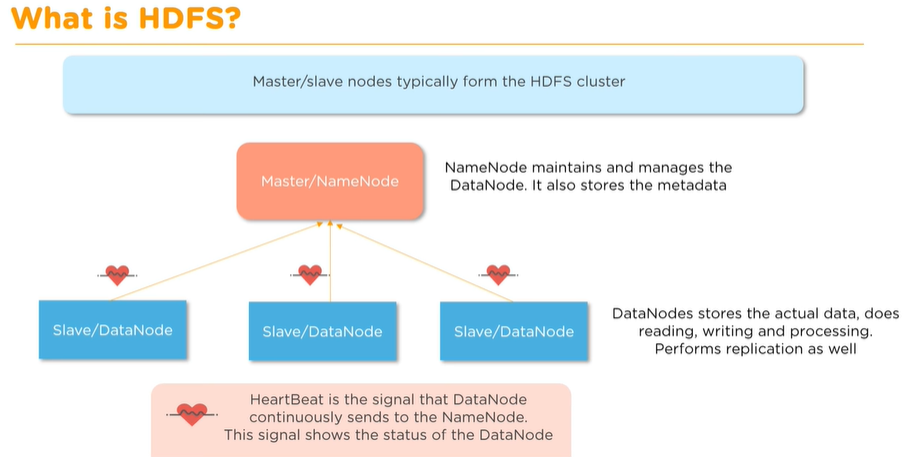 What is HDFS?
Master/slave nodes typically form the HDFS cluster
Master/NameNode
NameNode maintains and manages the
DataNode. It also stores the metadata
Slave/DataNode
Slave/DataNode
Slave/DataNode
DataNodes stores the actual data, does
reading, writing and processing.
Performs replication as well
HeartBeat is the signal that DataNode
continuously sends to the NameNode.
This signal shows the status of the DataNode